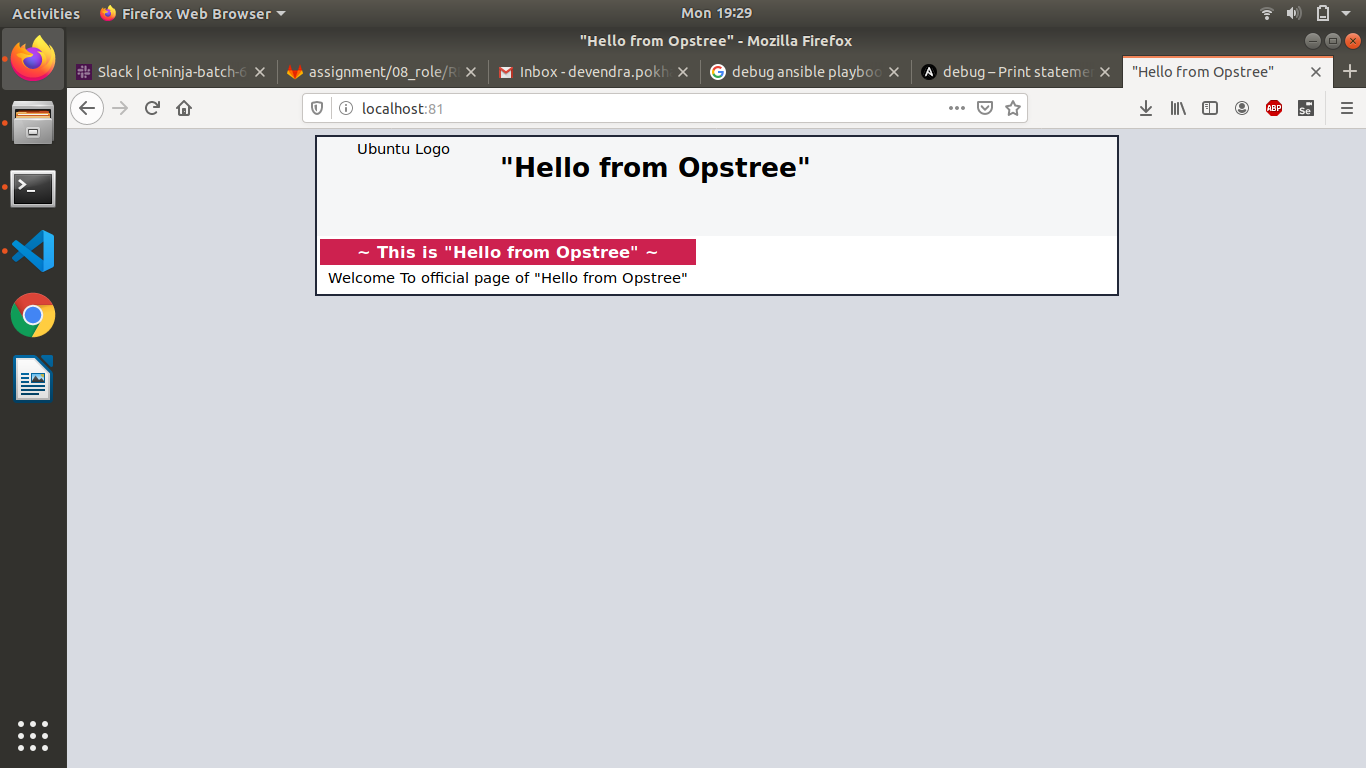 Activities Firefox Web Browser Mon 19:29
"Hello from Opstree" - Mozilla Firefox
Slack | ot-ninja-batch-6 assignment/08_role/R Inbox - devendra.pokh debug ansible playboo debug – Print stateme "Hello from Opstree"
localhost:81 ABP Se
Ubuntu Logo
"Hello from Opstree"
~ This is "Hello from Opstree" ~
Welcome To official page of "Hello from Opstree"